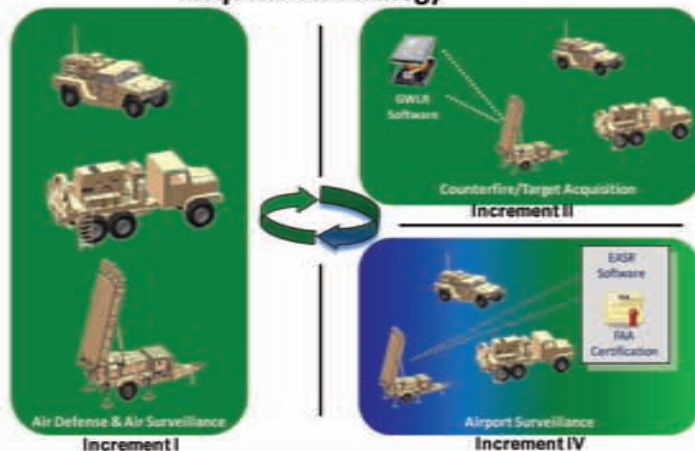 GWLR
Software
Counterfire/Target Acquisition
Increment II
EASR
Software
FAA
Certification
Air Defense & Air Surveillance
Increment I
Airport Surveillance
Increment IV